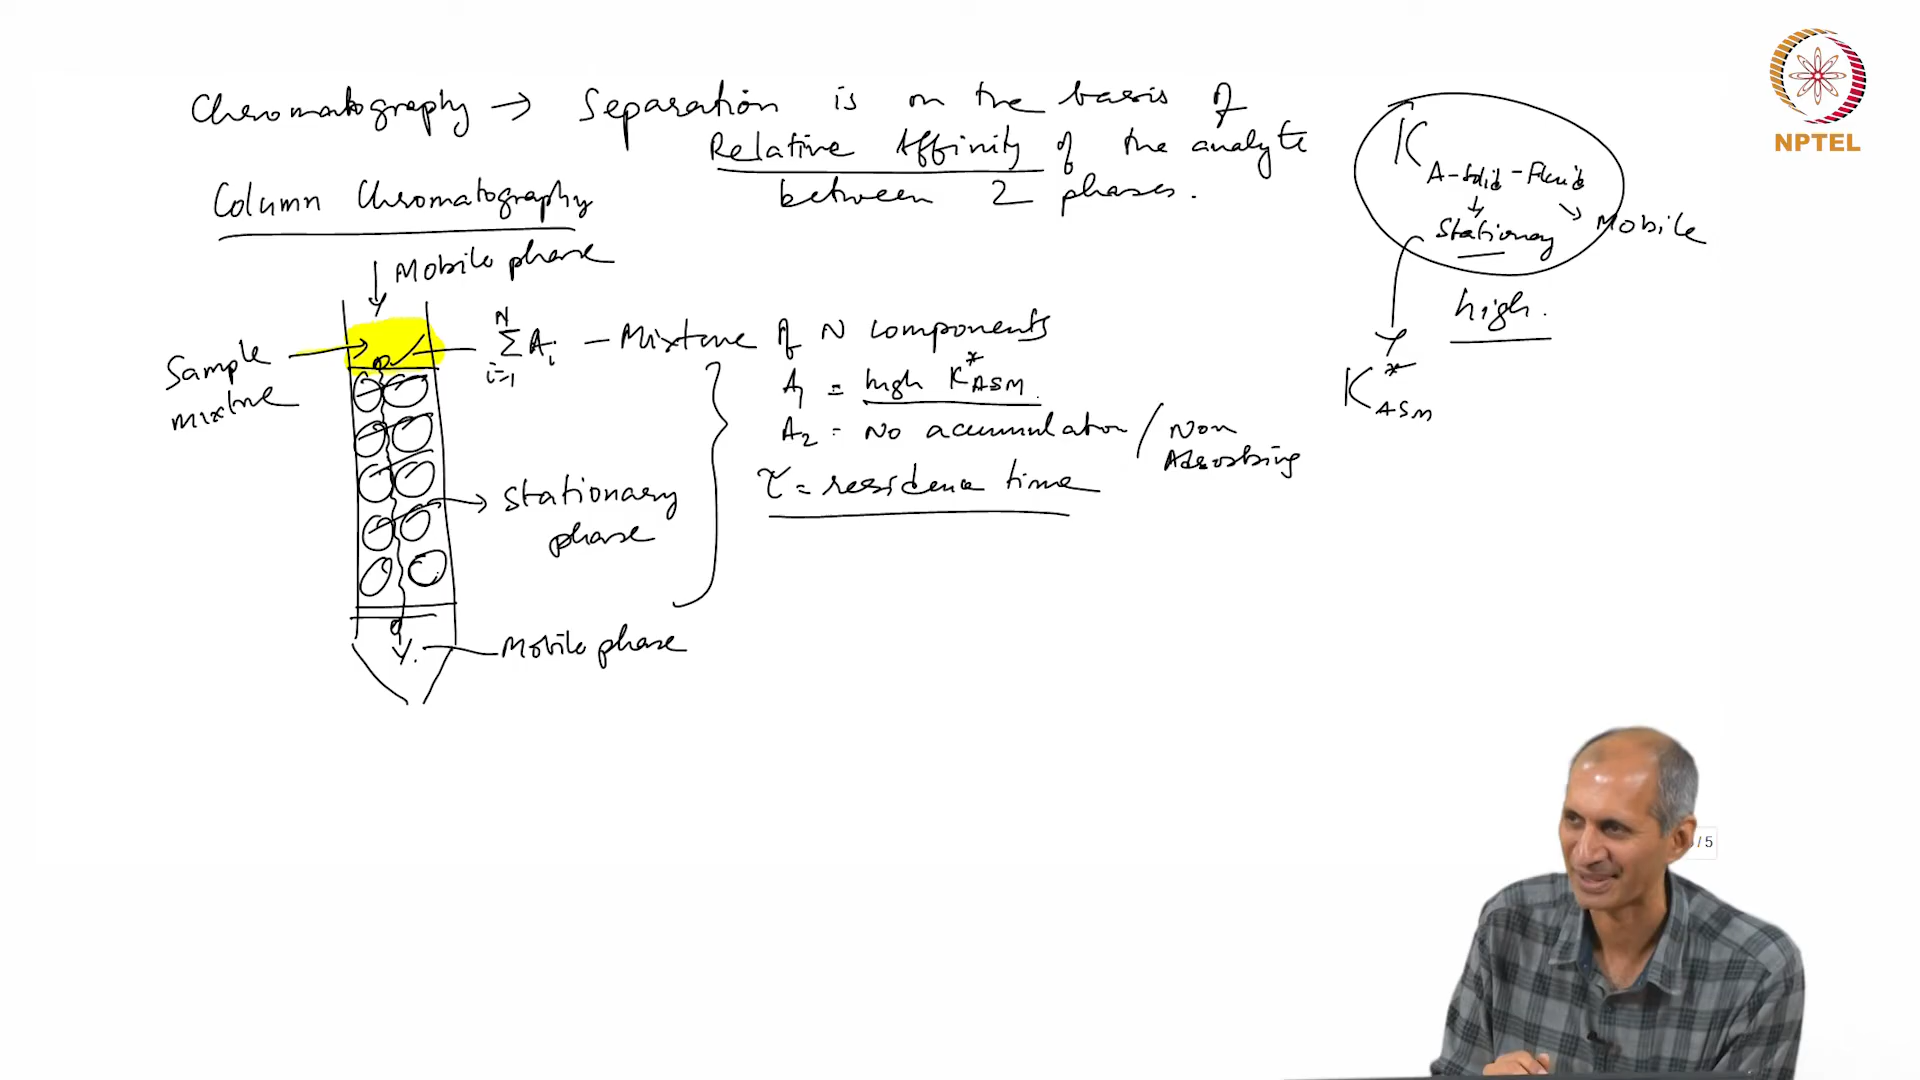 Chromatography → Separation is on the basis of
Relative Affinity of the analyte
between 2 phases.
Column Chromatography
Mobile phase
Sample
mixture
N
Σ Ai - Mixture of N components
i=1
A1 = high K*ASM.
A2 = No accumulation / Non
Adsorbing
τ = residence time
Stationary
phase
Mobile phase
K A-Solid-Fluid
Stationary
Mobile
high.
K*ASM
NPTEL
/ 5